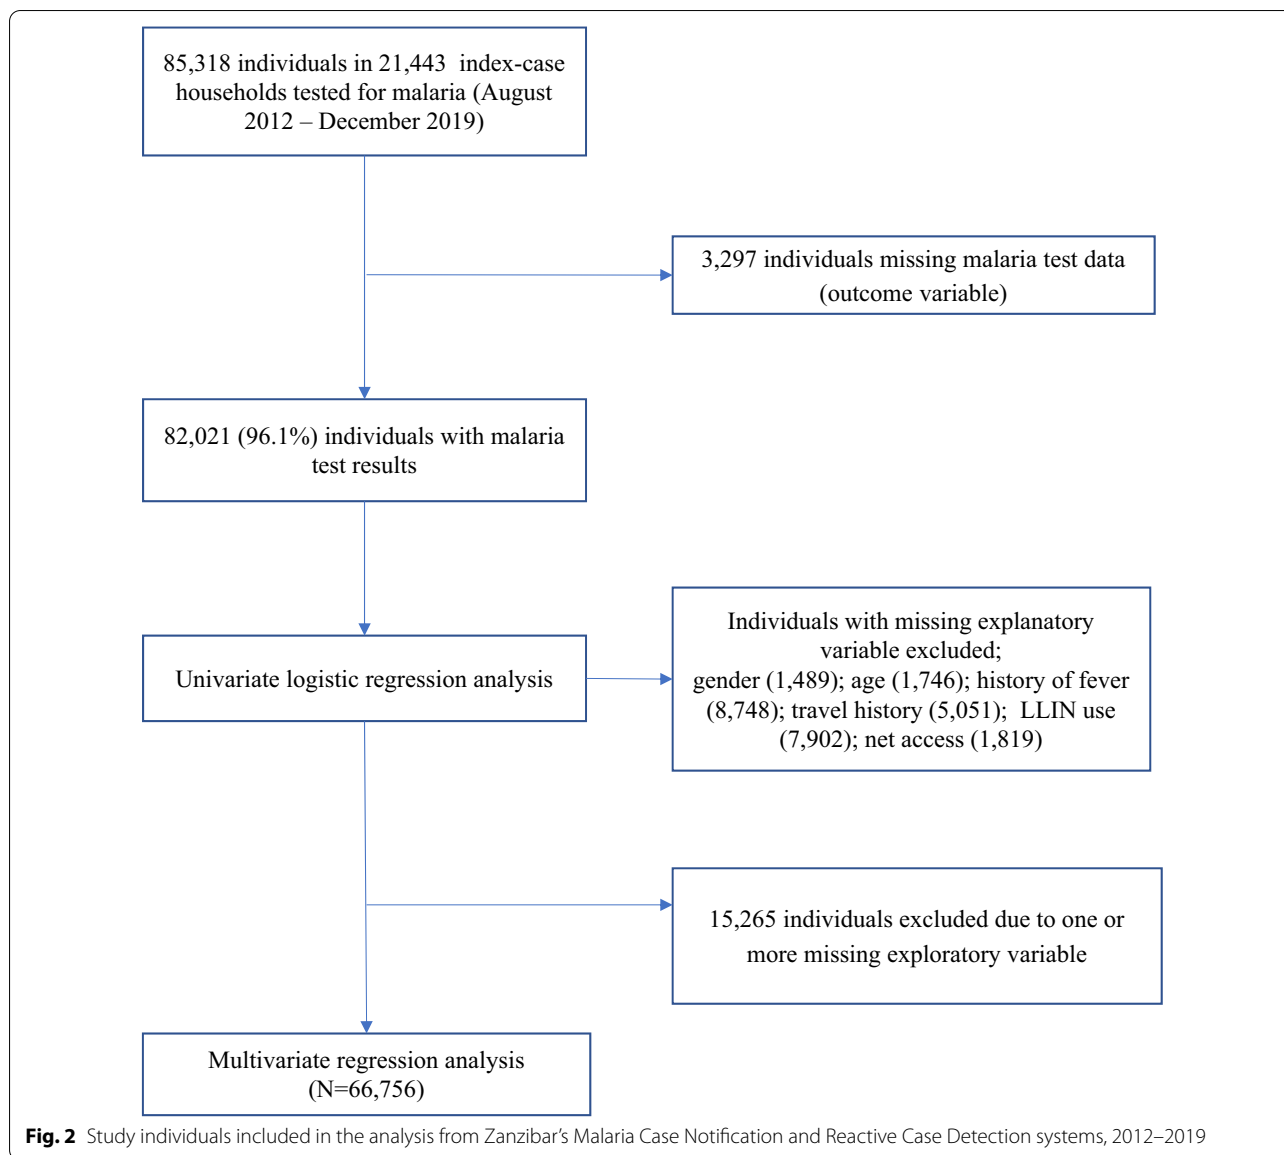 85,318 individuals in 21,443 index-case
households tested for malaria (August
2012 – December 2019)
3,297 individuals missing malaria test data
(outcome variable)
82,021 (96.1%) individuals with malaria
test results
Univariate logistic regression analysis
Individuals with missing explanatory
variable excluded;
gender (1,489); age (1,746); history of fever
(8,748); travel history (5,051); LLIN use
(7,902); net access (1,819)
15,265 individuals excluded due to one or
more missing exploratory variable
Multivariate regression analysis
(N=66,756)
Fig. 2 Study individuals included in the analysis from Zanzibar's Malaria Case Notification and Reactive Case Detection systems, 2012–2019